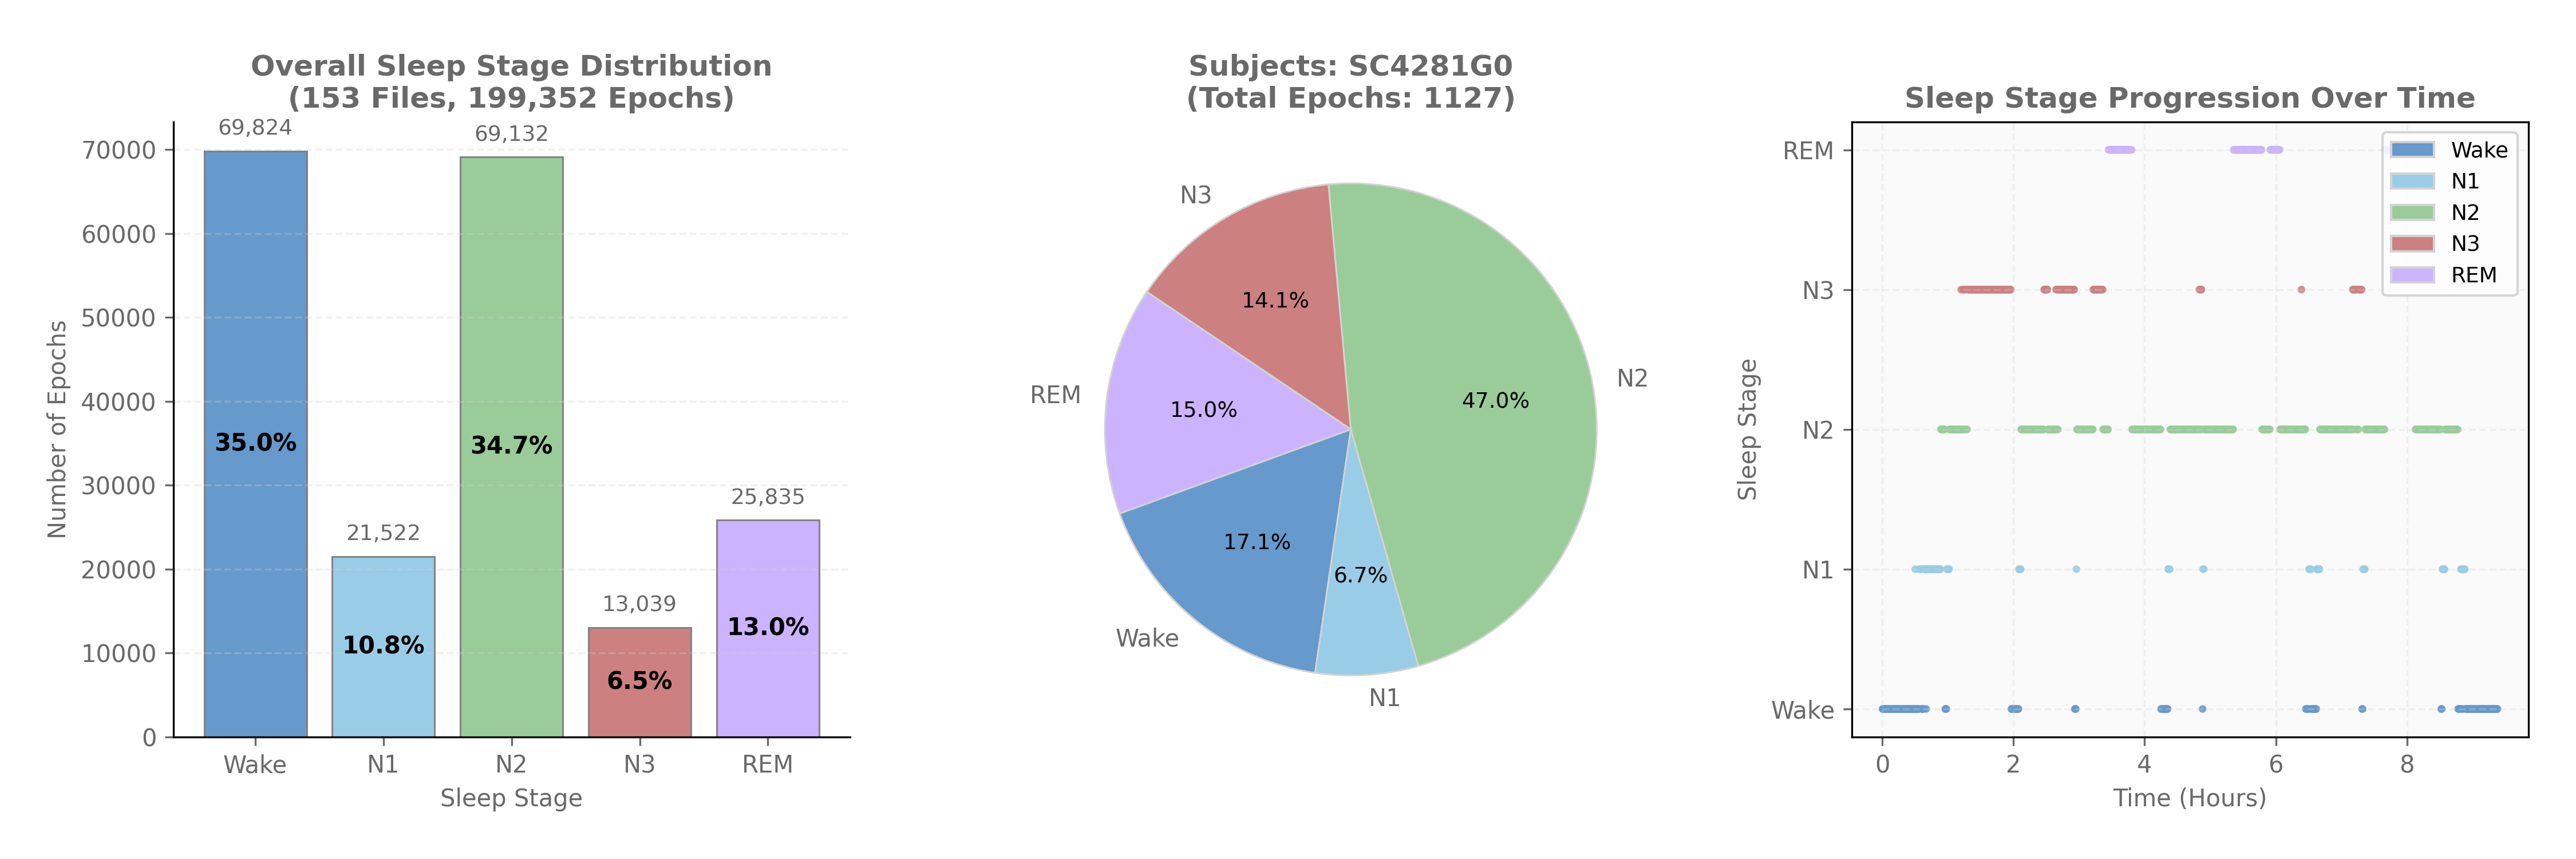 Overall Sleep Stage Distribution
(153 Files, 199,352 Epochs)
Number of Epochs
70000
60000
50000
40000
30000
20000
10000
0
69,824
21,522
69,132
13,039
25,835
35.0%
10.8%
34.7%
6.5%
13.0%
Wake
N1
N2
N3
REM
Sleep Stage
Subjects: SC4281G0
(Total Epochs: 1127)
N3
14.1%
N2
47.0%
REM
15.0%
Wake
17.1%
N1
6.7%
Sleep Stage Progression Over Time
Sleep Stage
REM
N3
N2
N1
Wake
Wake
N1
N2
N3
REM
0
2
4
6
8
Time (Hours)